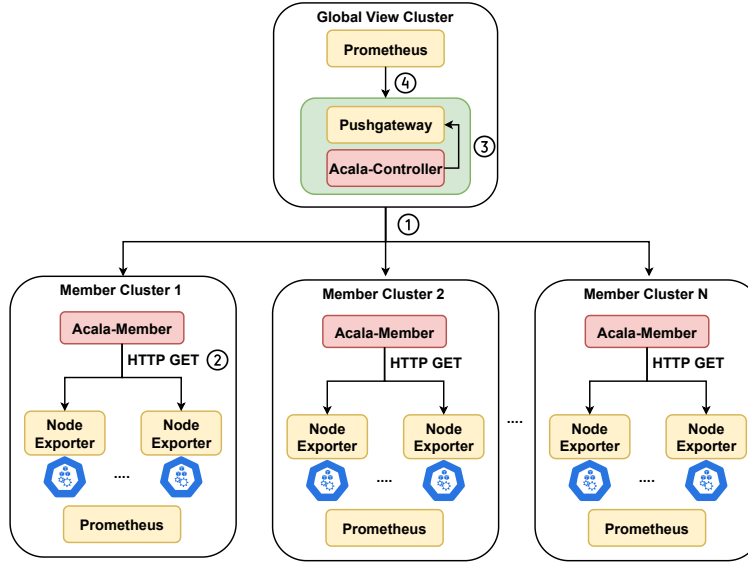 Global View Cluster
Prometheus
④
Pushgateway
③
Acala-Controller
①
Member Cluster 1
Acala-Member
HTTP GET ②
Node
Exporter
Node
Exporter
....
Prometheus
Member Cluster 2
Acala-Member
HTTP GET
Node
Exporter
Node
Exporter
....
Prometheus
....
Member Cluster N
Acala-Member
HTTP GET
Node
Exporter
Node
Exporter
....
Prometheus